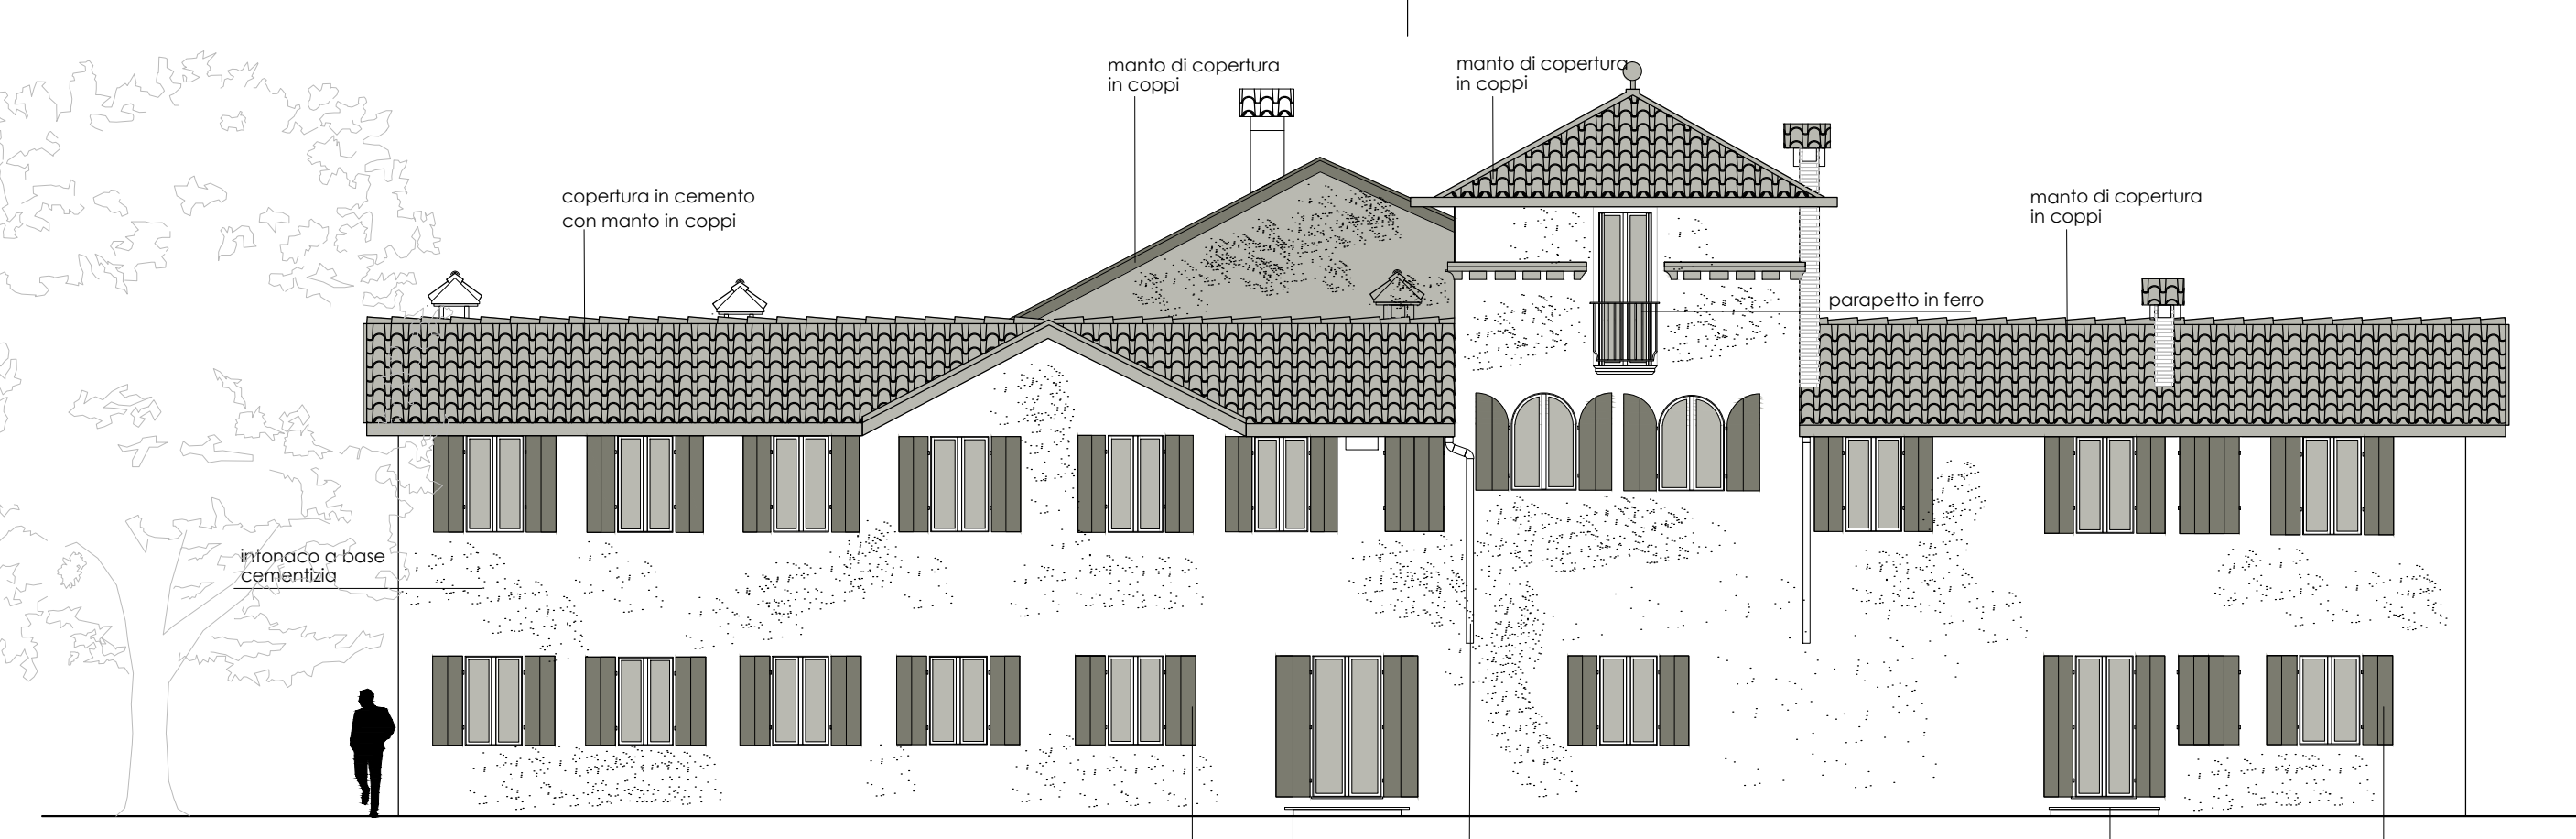 manto di copertura
in coppi
manto di copertura
in coppi
copertura in cemento
con manto in coppi
manto di copertura
in coppi
parapetto in ferro
intonaco a base
cementizia